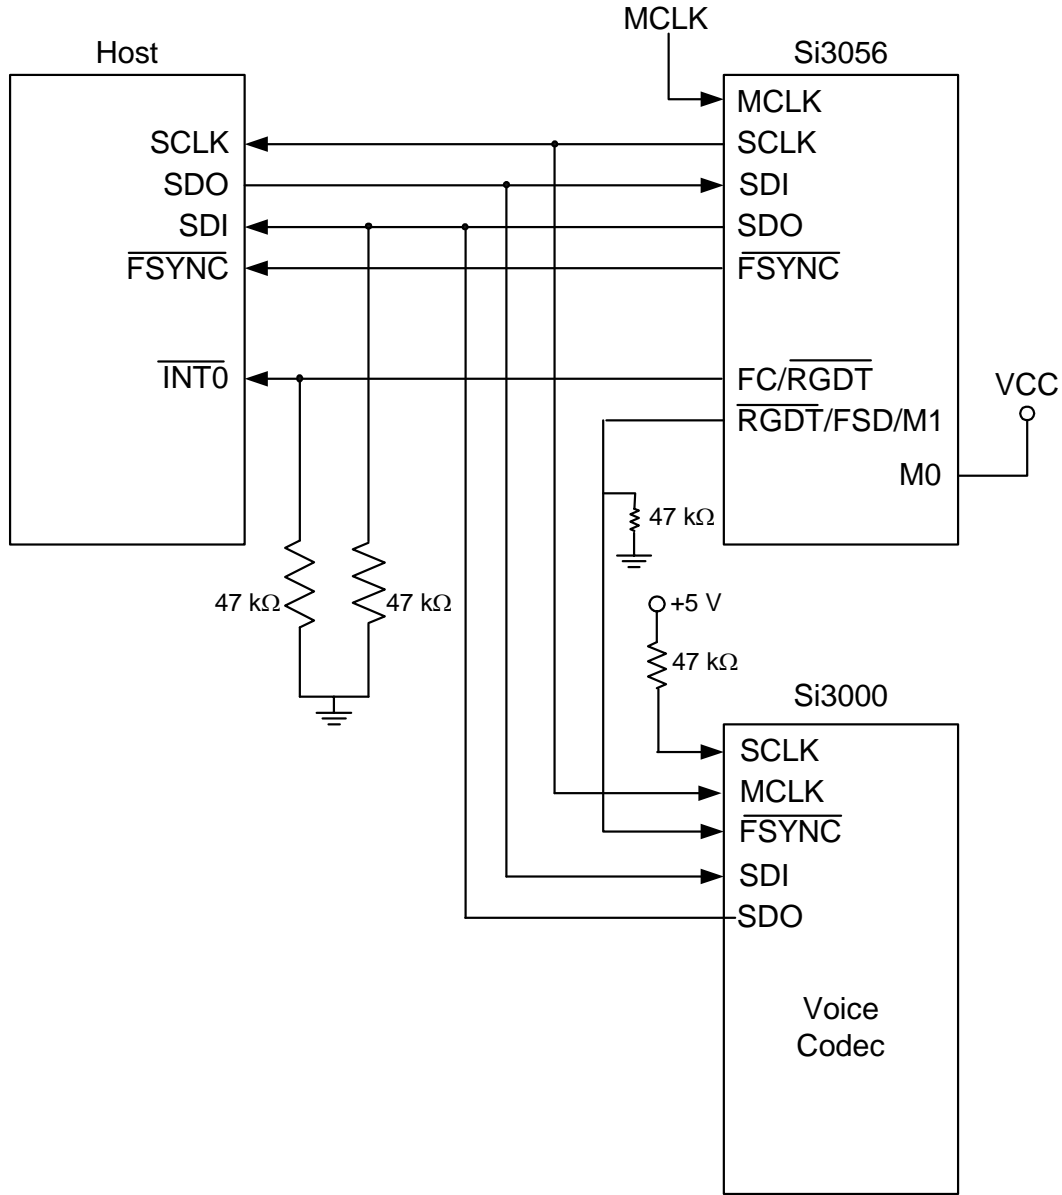 MCLK
Host
Si3056
MCLK
SCLK
SCLK
SDO
SDI
SDI
SDO
FSYNC
FSYNC
INT0
FC/RGDT
VCC
RGDT/FSD/M1
M0
47 kΩ
47 kΩ
47 kΩ
+5 V
47 kΩ
Si3000
SCLK
MCLK
FSYNC
SDI
SDO
Voice
Codec